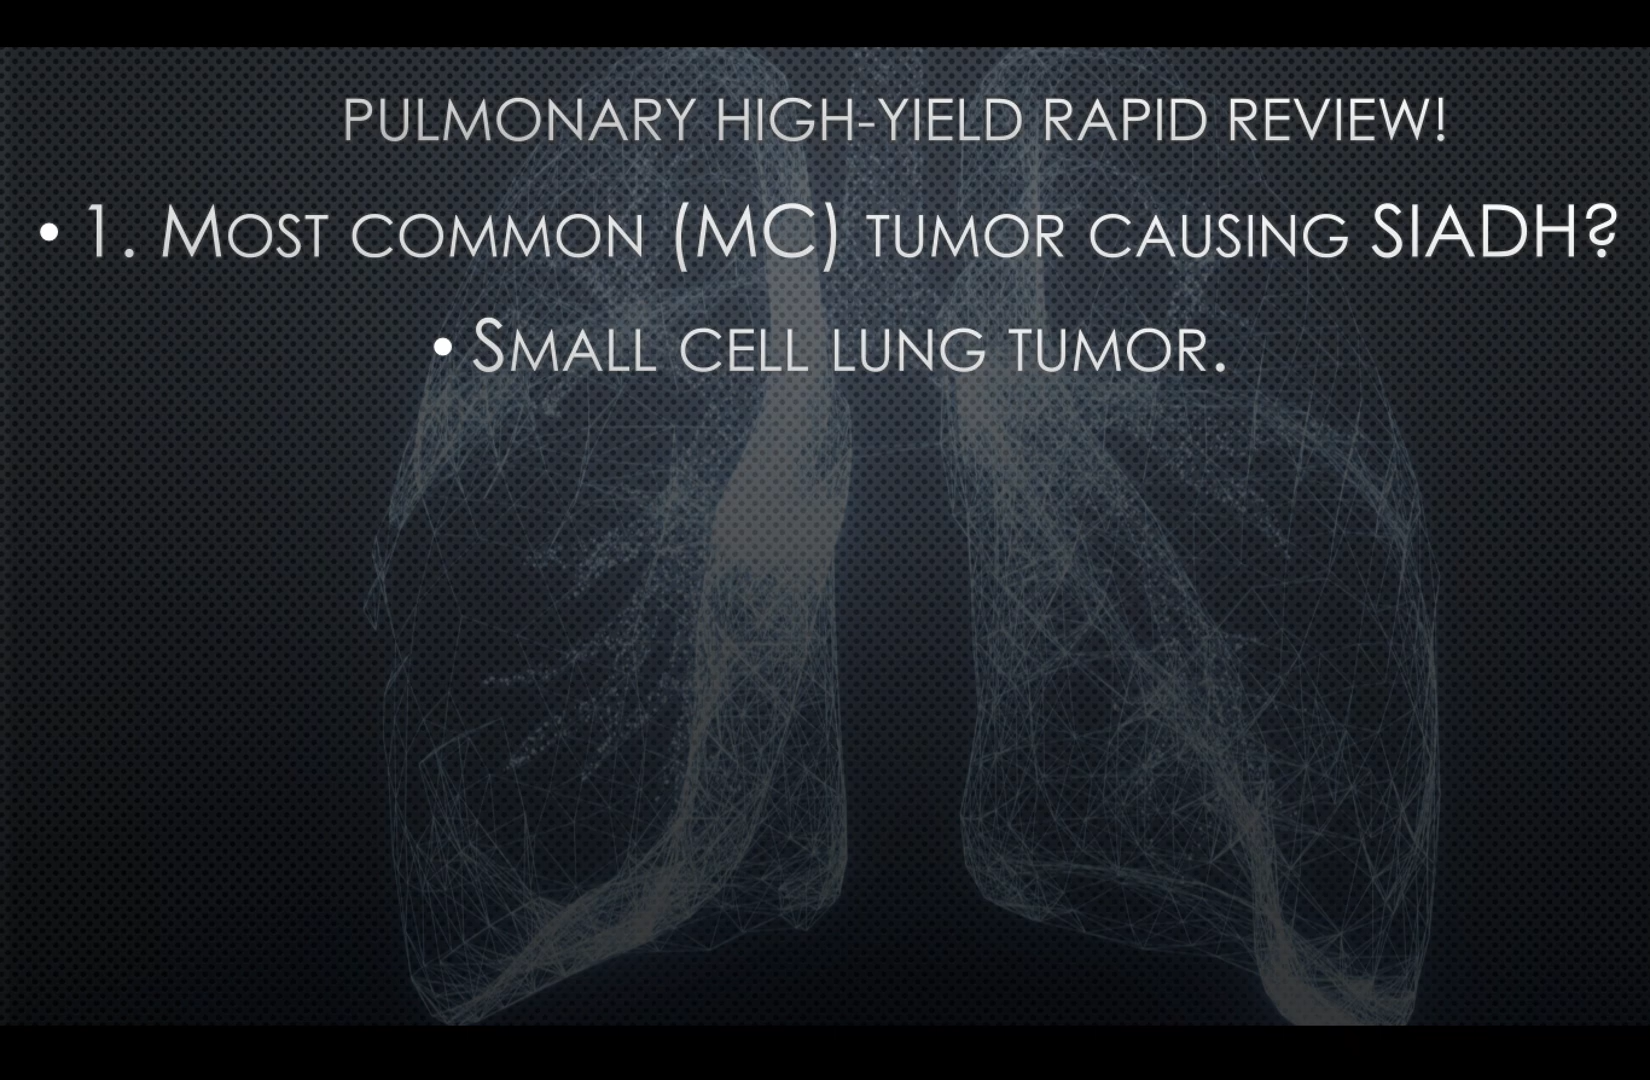 PULMONARY HIGH-YIELD RAPID REVIEW!
• 1. MOST COMMON (MC) TUMOR CAUSING SIADH?
• SMALL CELL LUNG TUMOR.